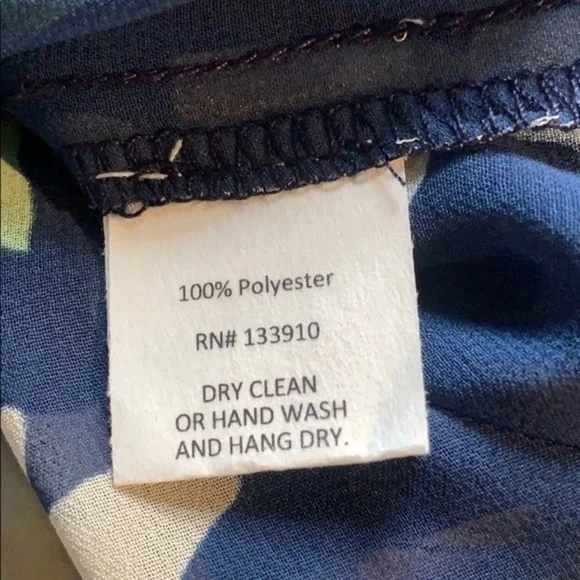 100% Polyester
RN# 133910
DRY CLEAN
OR HAND WASH
AND HANG DRY.